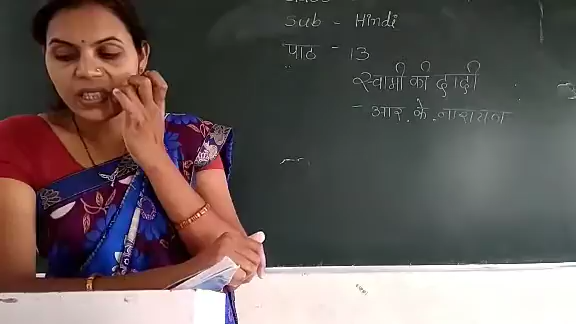 Sub - Hindi
पाठ - 13
स्वामी की दादी
- आर. के. नारायण